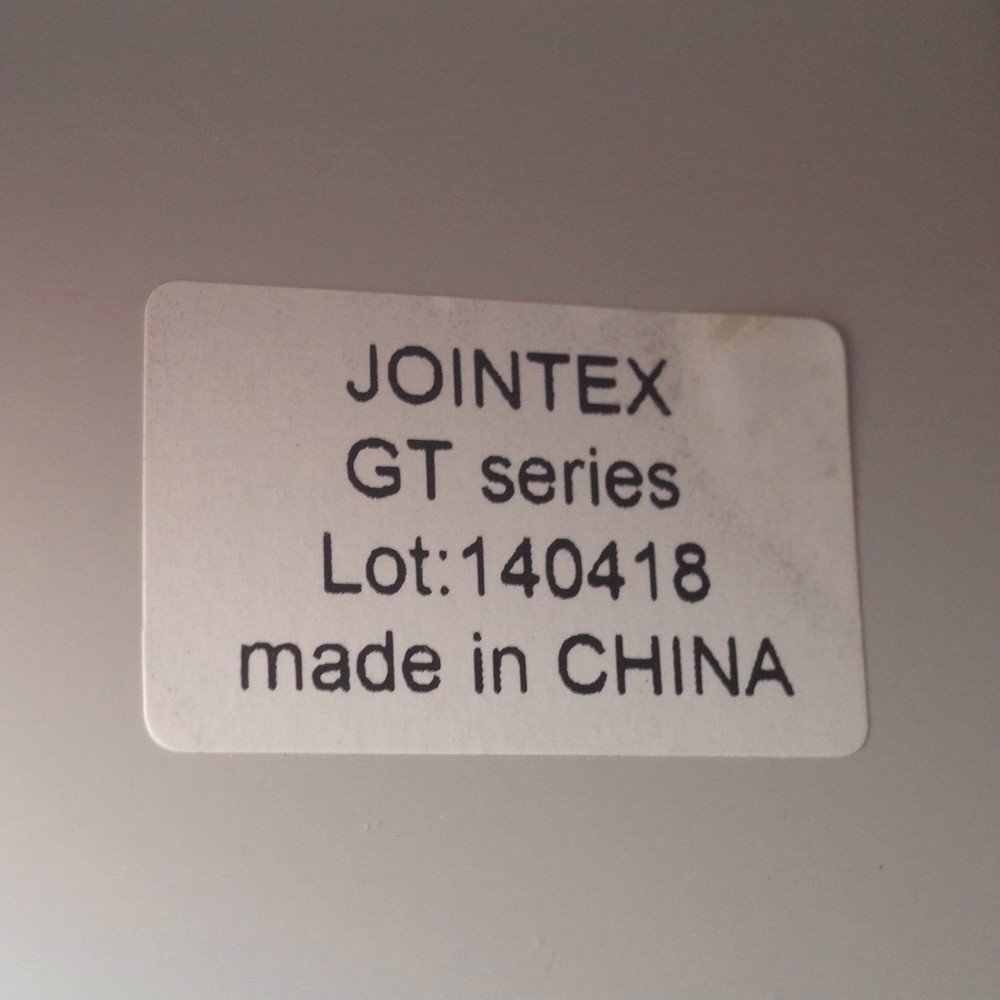 JOINTEX
GT series
Lot:140418
made in CHINA